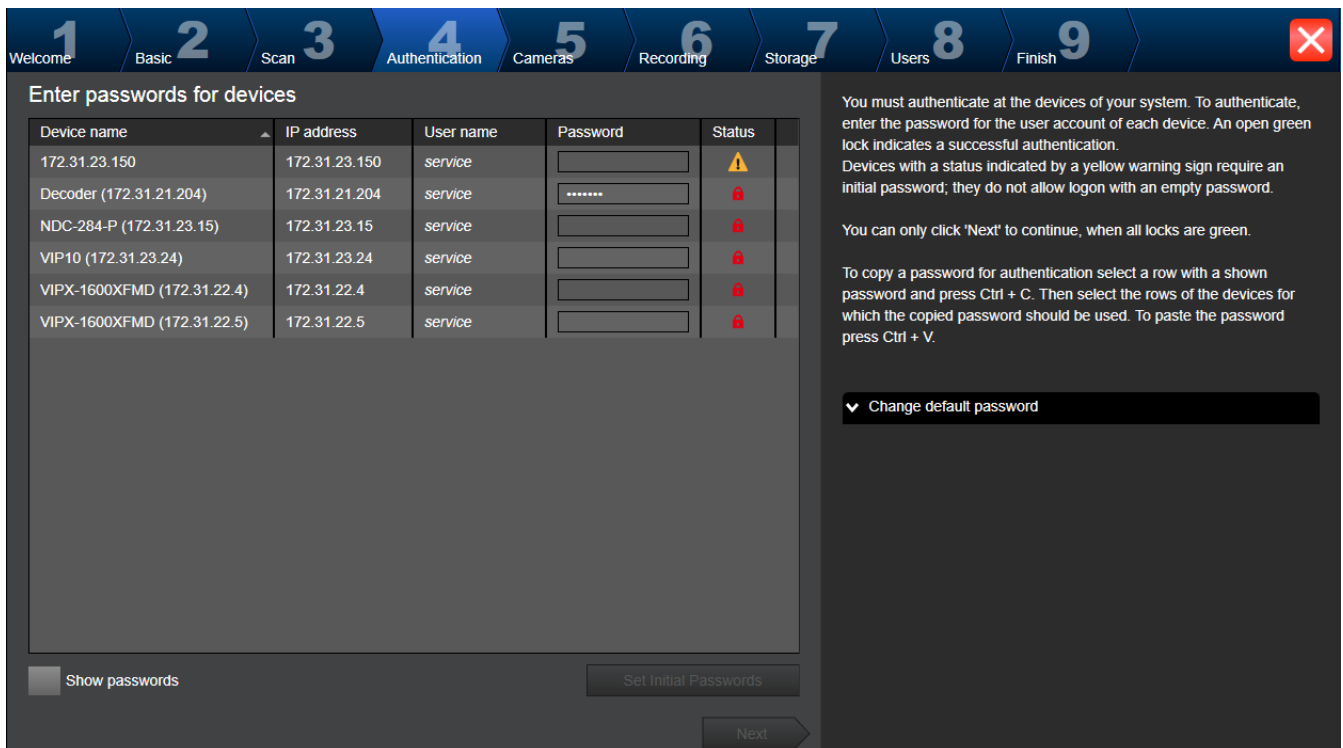 1 2 3 4 5 6 7 8 9
Welcome Basic Scan Authentication Cameras Recording Storage Users Finish
Enter passwords for devices
Device name IP address User name Password Status
172.31.23.150 172.31.23.150 service
Decoder (172.31.21.204) 172.31.21.204 service •••••••
NDC-284-P (172.31.23.15) 172.31.23.15 service
VIP10 (172.31.23.24) 172.31.23.24 service
VIPX-1600XFMD (172.31.22.4) 172.31.22.4 service
VIPX-1600XFMD (172.31.22.5) 172.31.22.5 service
Show passwords
Set Initial Passwords
Next
You must authenticate at the devices of your system. To authenticate,
enter the password for the user account of each device. An open green
lock indicates a successful authentication.
Devices with a status indicated by a yellow warning sign require an
initial password; they do not allow logon with an empty password.
You can only click 'Next' to continue, when all locks are green.
To copy a password for authentication select a row with a shown
password and press Ctrl + C. Then select the rows of the devices for
which the copied password should be used. To paste the password
press Ctrl + V.
Change default password